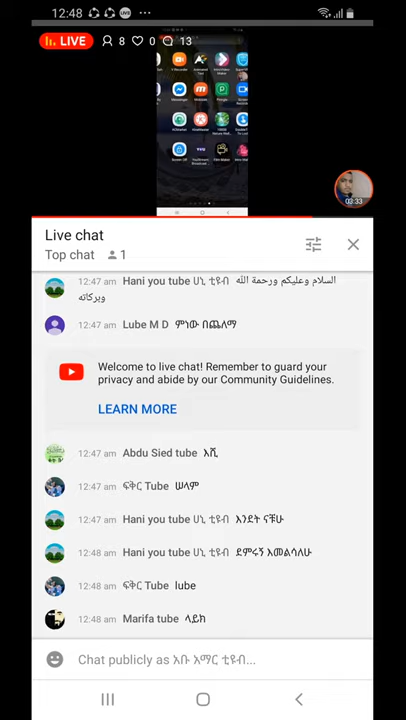 12:48
LIVE 8 0 13
03:33
Live chat
Top chat 1
12:47 am Hani you tube ሀኒ ቲዩብ السلام وعليكم ورحمة الله
وبركاته
12:47 am Lube M D ምነው በጨለማ
Welcome to live chat! Remember to guard your
privacy and abide by our Community Guidelines.
LEARN MORE
12:47 am Abdu Sied tube እሺ
12:47 am ፍቅር Tube ሠላም
12:47 am Hani you tube ሀኒ ቲዩብ እንደት ናቸሁ
12:48 am Hani you tube ሀኒ ቲዩብ ደምሩኝ እመልሳለሁ
12:48 am ፍቅር Tube lube
12:48 am Marifa tube ላይክ
Chat publicly as አቡ አማር ቲዩብ...